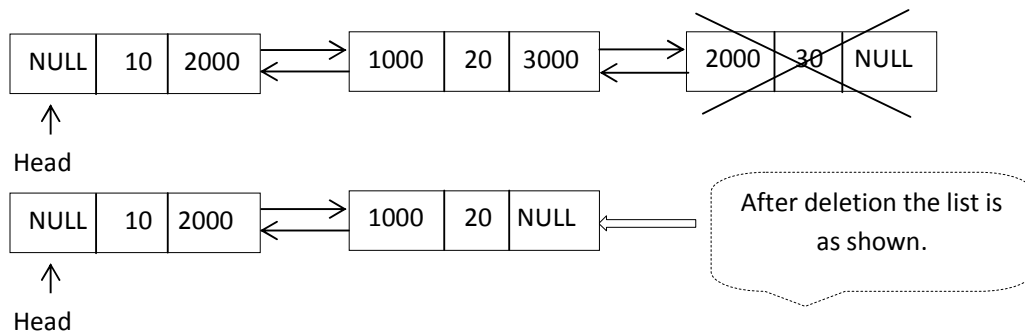 NULL 10 2000 1000 20 3000 2000 30 NULL
Head
NULL 10 2000 1000 20 NULL
After deletion the list is
as shown.
Head